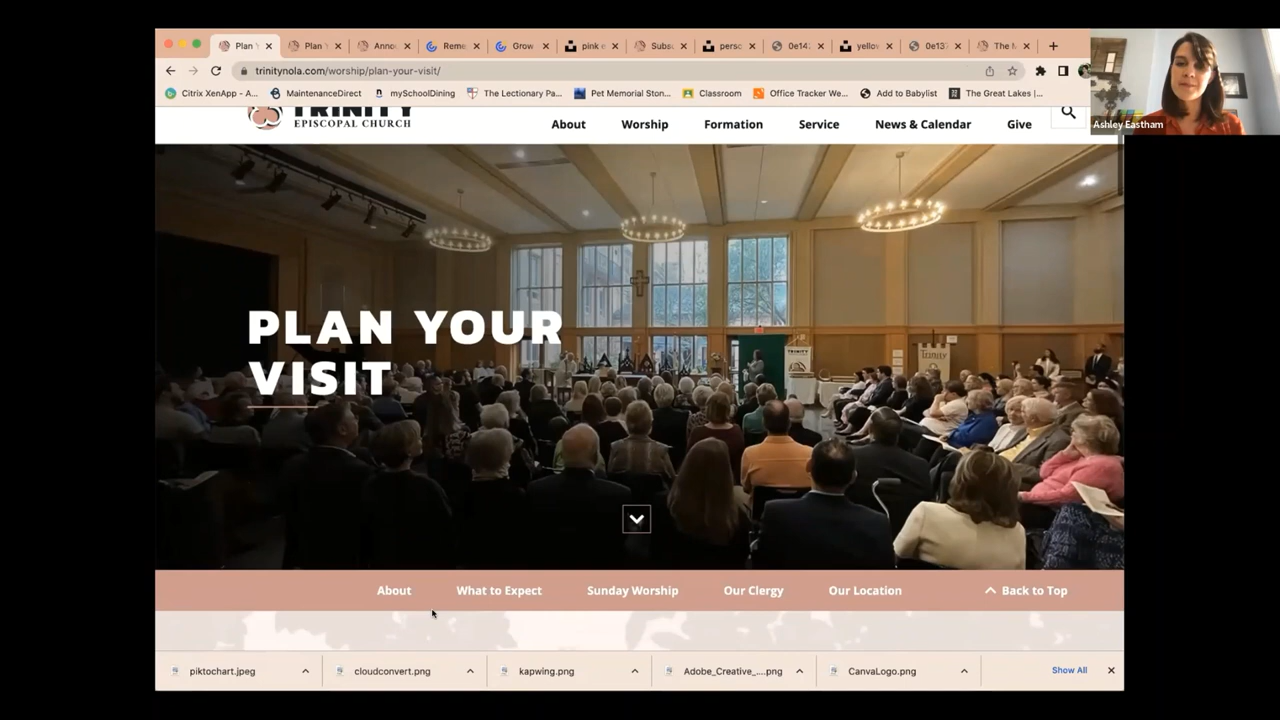 Plan Y
Plan Y
Anno
Reme
Grow
pink e
Subs
perso
0e14
yellov
0e13
The M
trinitynola.com/worship/plan-your-visit/
Citrix XenApp - A...
MaintenanceDirect
mySchoolDining
The Lectionary Pa...
Pet Memorial Ston...
Classroom
Office Tracker We...
Add to Babylist
The Great Lakes |...
Ashley Eastham
TRINITY
EPISCOPAL CHURCH
About
Worship
Formation
Service
News & Calendar
Give
PLAN YOUR
VISIT
TRINITY
Trinity
About
What to Expect
Sunday Worship
Our Clergy
Our Location
Back to Top
piktochart.jpeg
cloudconvert.png
kapwing.png
Adobe_Creative_....png
CanvaLogo.png
Show All